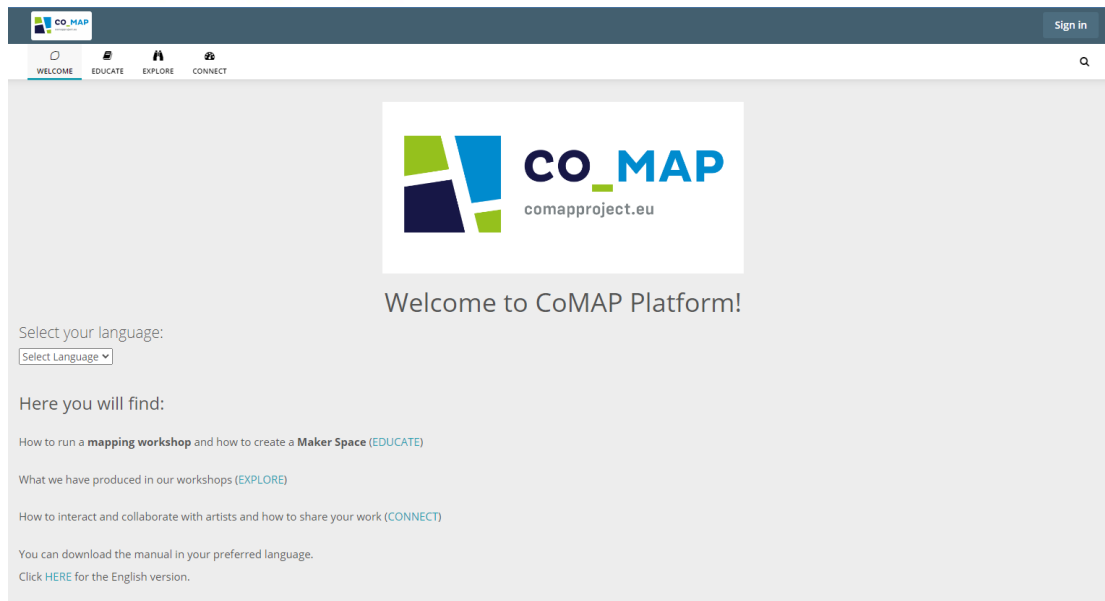 CO_MAP
Sign in
WELCOME
EDUCATE
EXPLORE
CONNECT
CO_MAP
comapproject.eu
Welcome to CoMAP Platform!
Select your language:
Select Language
Here you will find:
How to run a mapping workshop and how to create a Maker Space (EDUCATE)
What we have produced in our workshops (EXPLORE)
How to interact and collaborate with artists and how to share your work (CONNECT)
You can download the manual in your preferred language.
Click HERE for the English version.